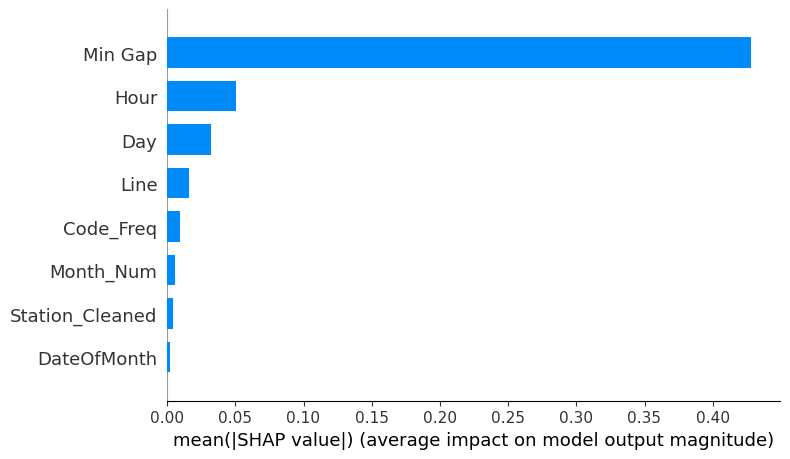 Min Gap
Hour
Day
Line
Code_Freq
Month_Num
Station_Cleaned
DateOfMonth
0.00 0.05 0.10 0.15 0.20 0.25 0.30 0.35 0.40
mean(|SHAP value|) (average impact on model output magnitude)